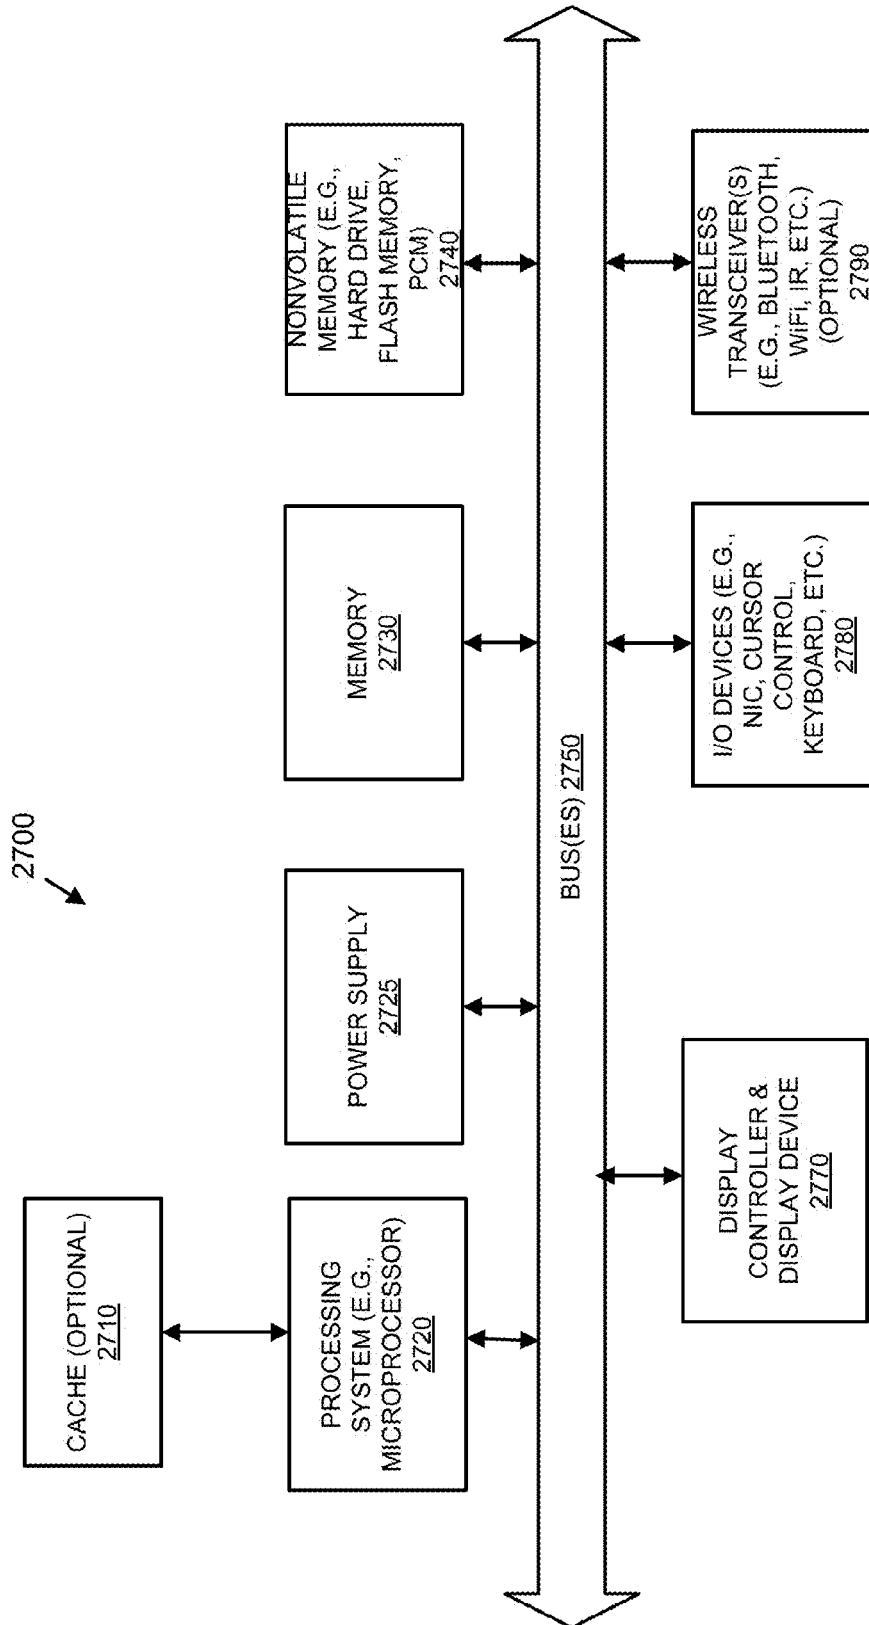 2700
CACHE (OPTIONAL)
2710
PROCESSING
SYSTEM (E.G.,
MICROPROCESSOR)
2720
POWER SUPPLY
2725
MEMORY
2730
NONVOLATILE
MEMORY (E.G.,
HARD DRIVE,
FLASH MEMORY,
PCM)
2740
BUS(ES) 2750
DISPLAY
CONTROLLER &
DISPLAY DEVICE
2770
I/O DEVICES (E.G.,
NIC, CURSOR
CONTROL,
KEYBOARD, ETC.)
2780
WIRELESS
TRANSCEIVER(S)
(E.G., BLUETOOTH,
WiFi, IR, ETC.)
(OPTIONAL)
2790